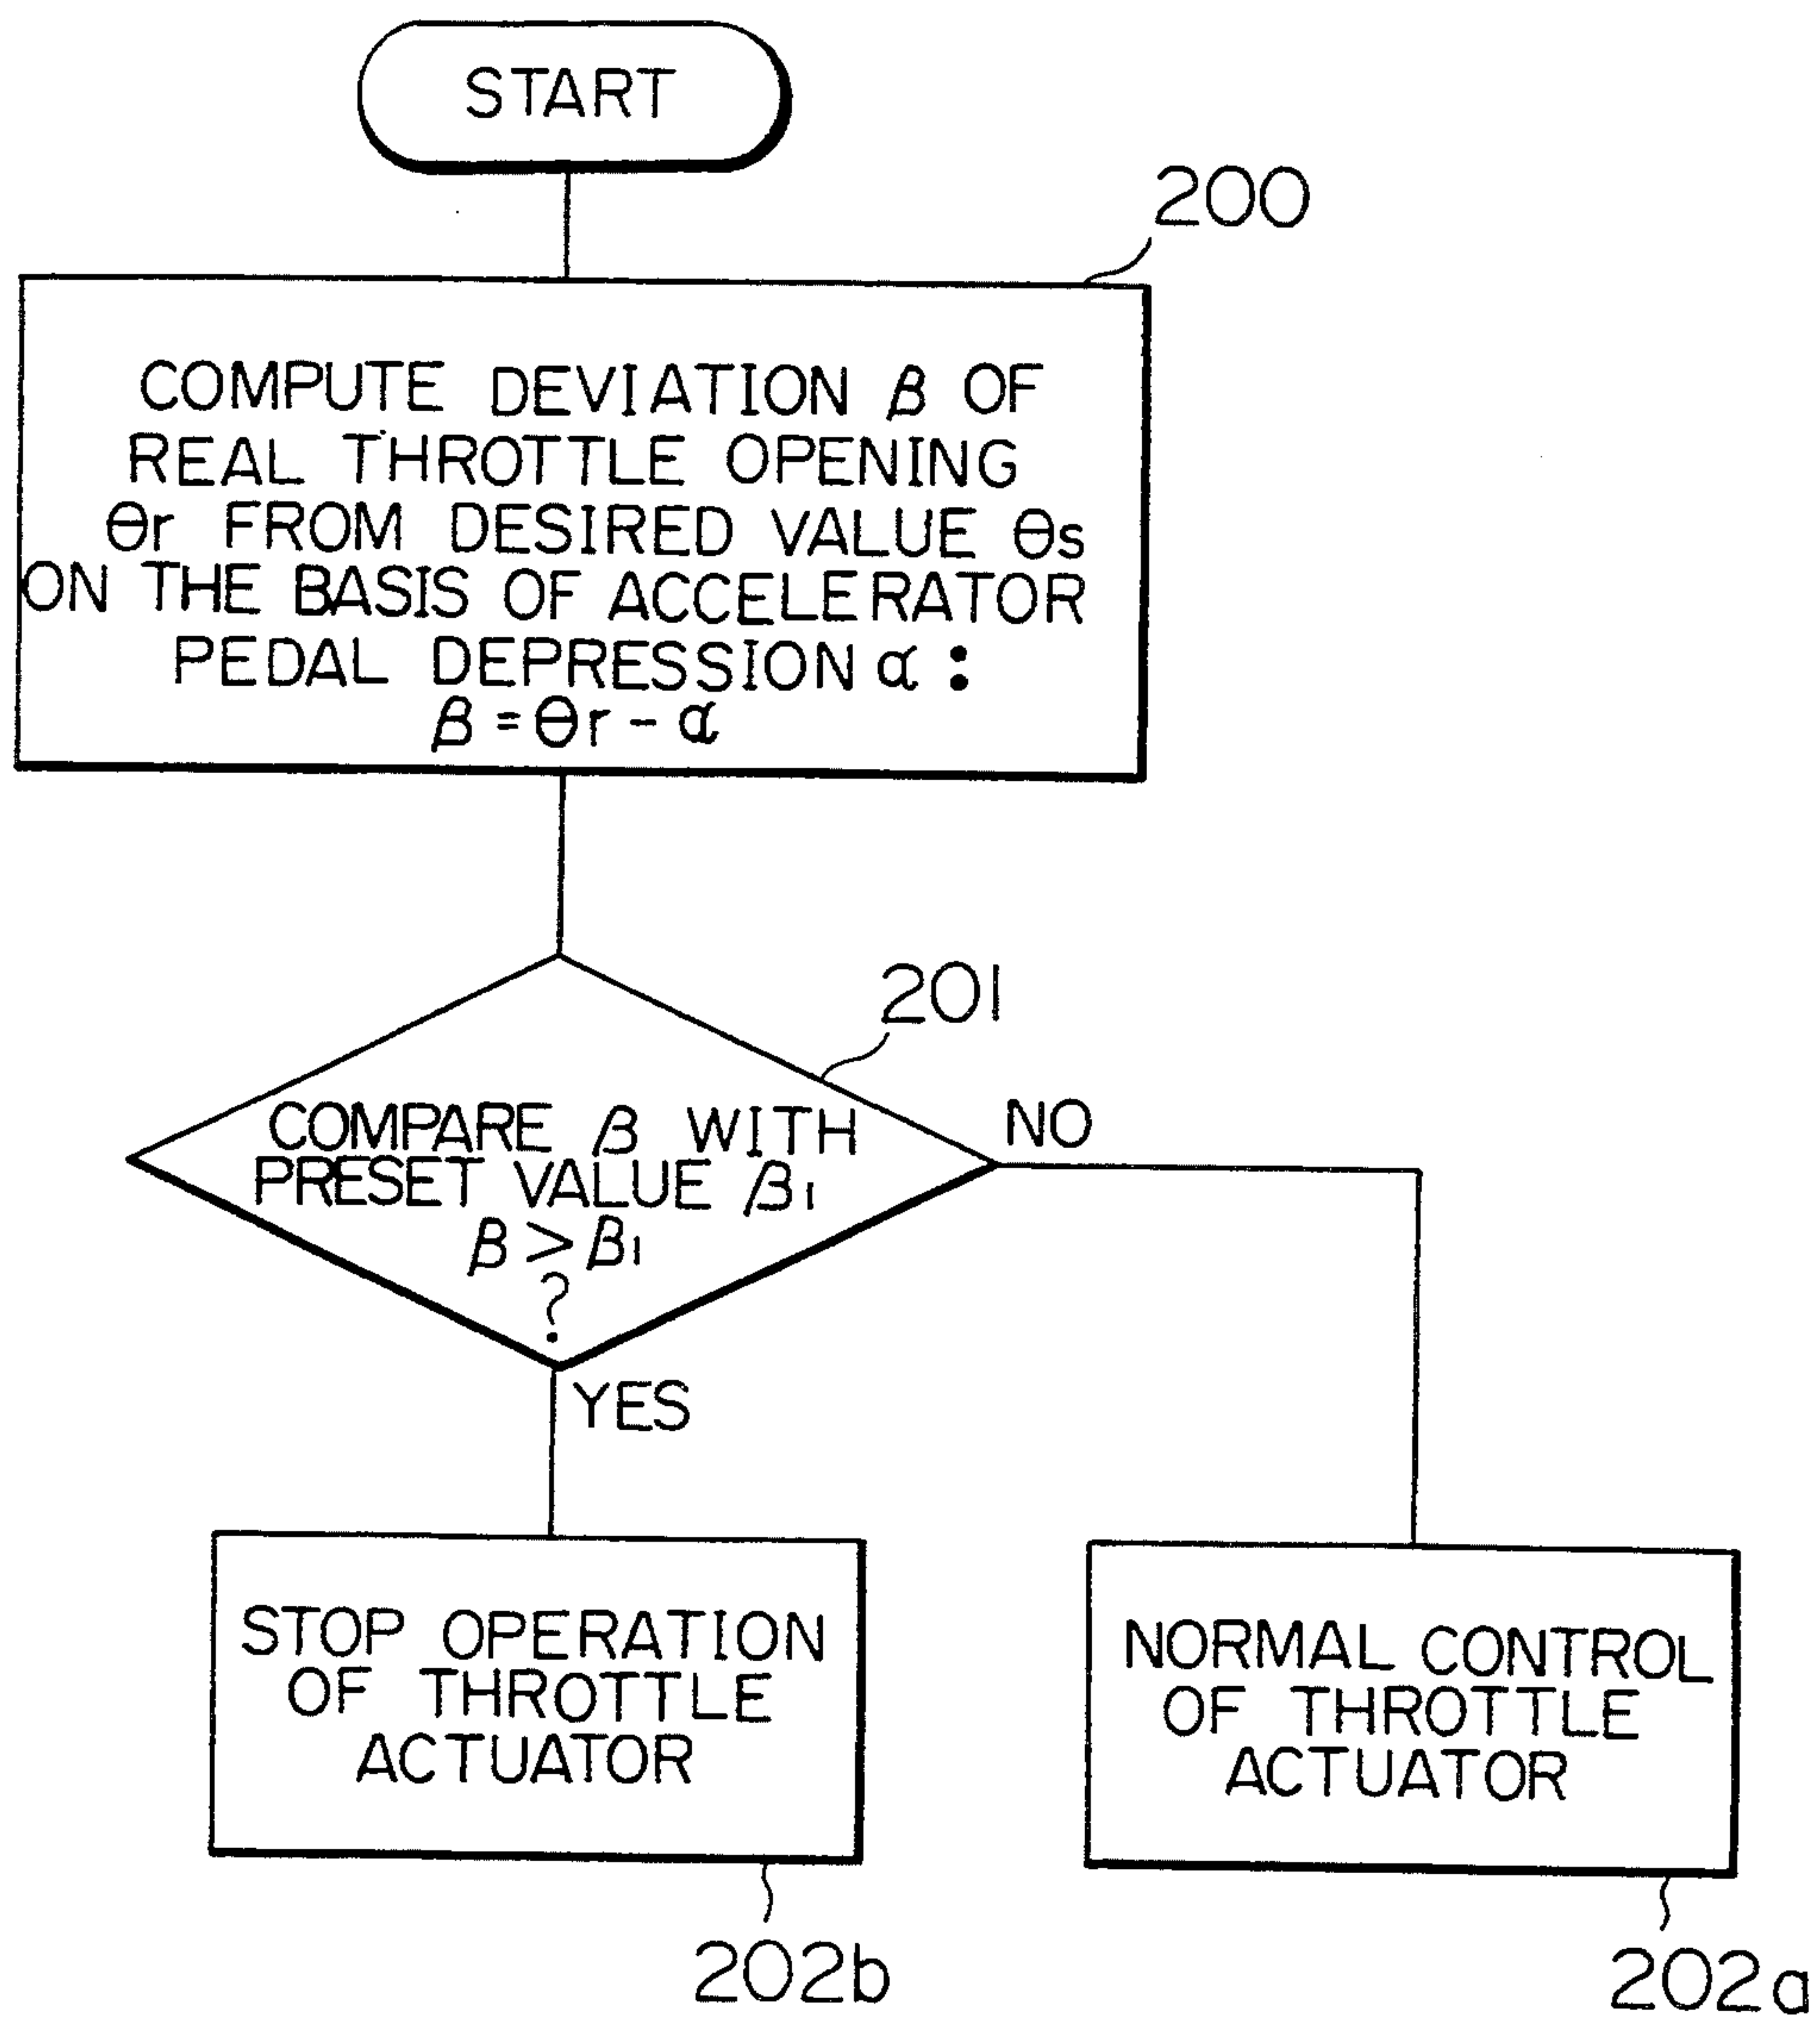 START
200
COMPUTE DEVIATION β OF
REAL THROTTLE OPENING
θr FROM DESIRED VALUE θs
ON THE BASIS OF ACCELERATOR
PEDAL DEPRESSION α :
β = θr - α
201
COMPARE β WITH
PRESET VALUE β₁
β > β₁
?
NO
YES
STOP OPERATION
OF THROTTLE
ACTUATOR
NORMAL CONTROL
OF THROTTLE
ACTUATOR
202b
202a